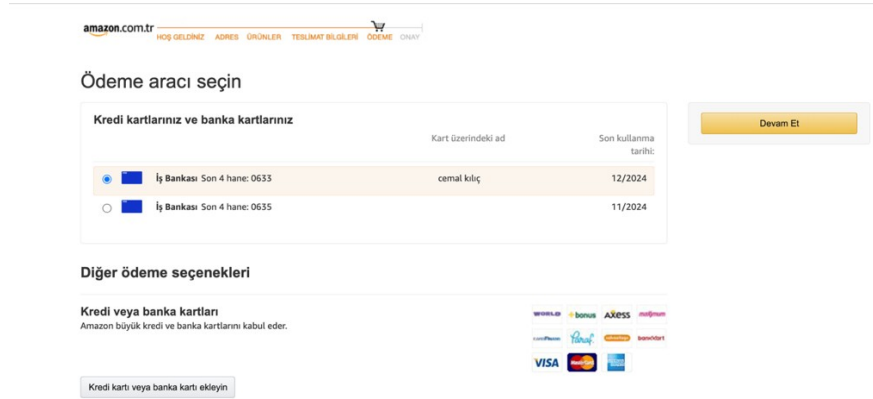 amazon.com.tr
HOŞ GELDİNİZ ADRES ÜRÜNLER TESLİMAT BİLGİLERİ ÖDEME ONAY
Ödeme aracı seçin
Kredi kartlarınız ve banka kartlarınız
Kart üzerindeki ad Son kullanma
tarihi:
İş Bankası Son 4 hane: 0633 cemal kılıç 12/2024
İş Bankası Son 4 hane: 0635 11/2024
Devam Et
Diğer ödeme seçenekleri
Kredi veya banka kartları
Amazon büyük kredi ve banka kartlarını kabul eder.
WORLD bonus AXESS maximum
CardFinans Paraf advantage bankkart
VISA
Kredi kartı veya banka kartı ekleyin